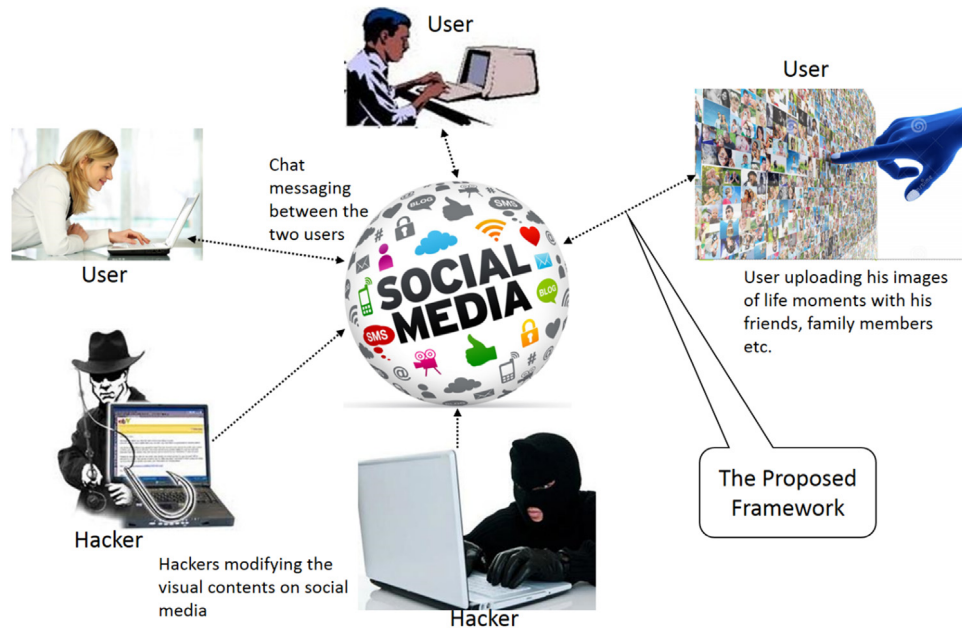 User
User
Chat
messaging
between the
two users
User
User uploading his images
of life moments with his
friends, family members
etc.
BLOG
SMS
SOCIAL
MEDIA
BLOG
SMS
@
@
#
#
Hacker
Hackers modifying the
visual contents on social
media
Hacker
The Proposed
Framework